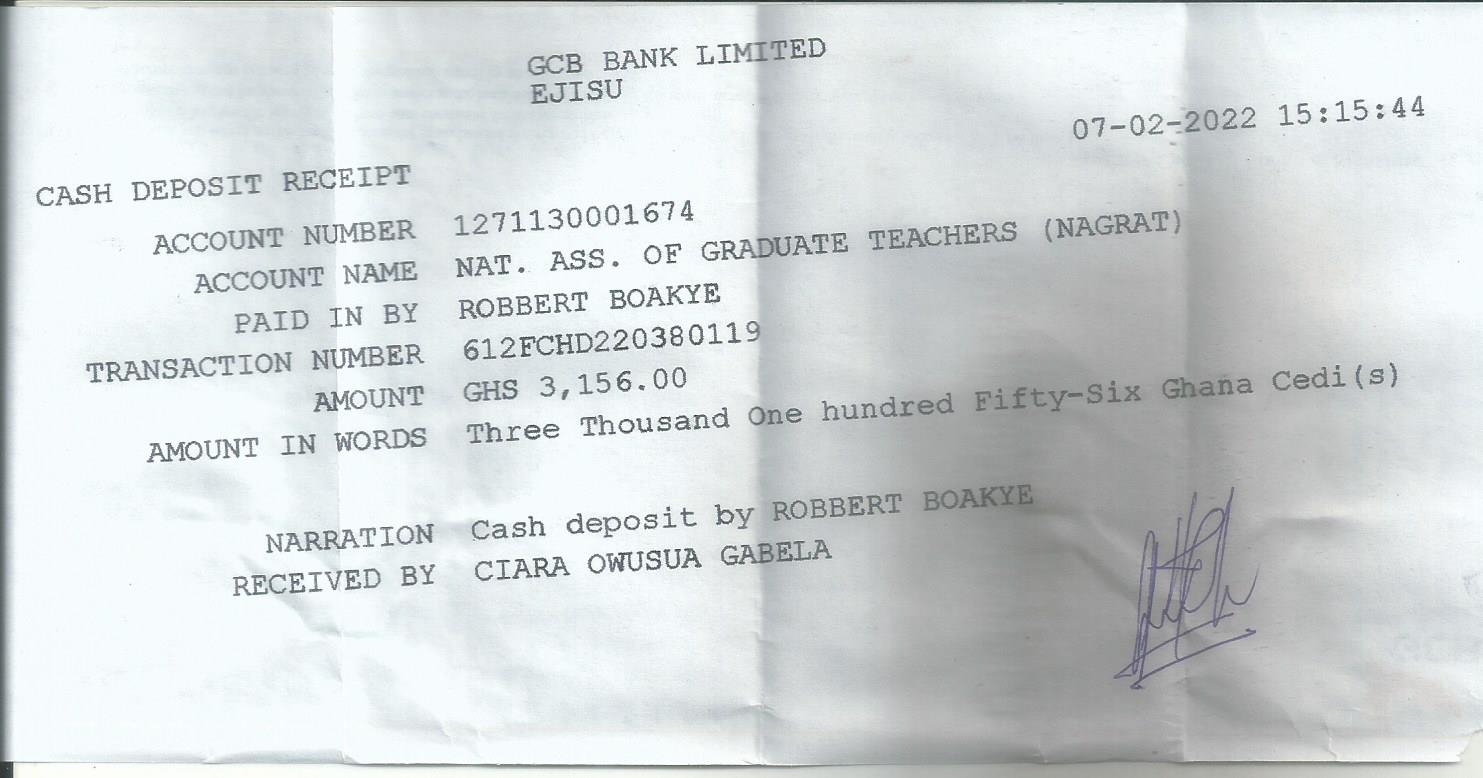 GCB BANK LIMITED
EJISU
07-02-2022 15:15:44
CASH DEPOSIT RECEIPT
ACCOUNT NUMBER 1271130001674
ACCOUNT NAME NAT. ASS. OF GRADUATE TEACHERS (NAGRAT)
PAID IN BY ROBBERT BOAKYE
TRANSACTION NUMBER 612FCHD220380119
AMOUNT GHS 3,156.00
AMOUNT IN WORDS Three Thousand One hundred Fifty-Six Ghana Cedi(s)
NARRATION Cash deposit by ROBBERT BOAKYE
RECEIVED BY CIARA OWUSUA GABELA